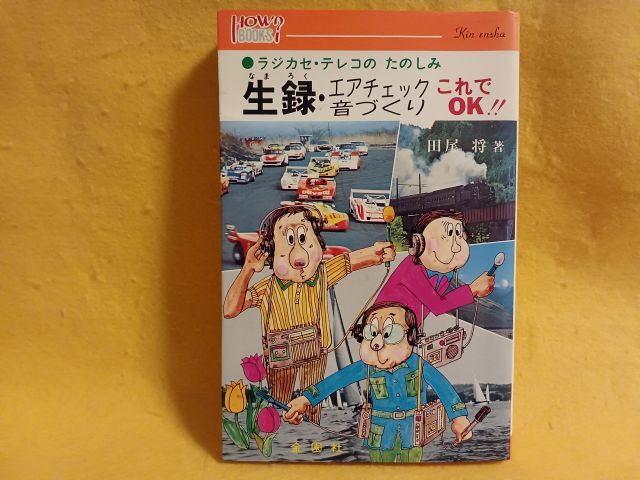 HOW?
BOOKS
Kin-ensha
●ラジカセ・テレコの たのしみ
なま ろく
生録・エアチェック
音づくり
これで
OK!!
田尾 将 著
金園社